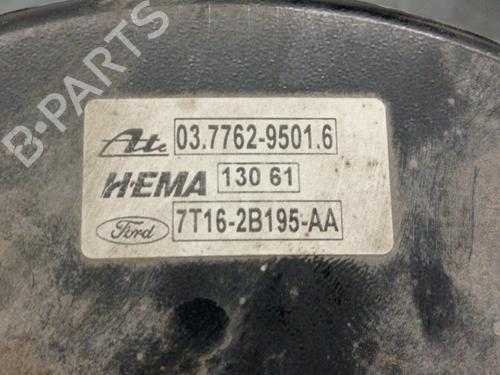 B-PARTS
Ate 03.7762-9501.6
HEMA 130 61
Ford 7T16-2B195-AA